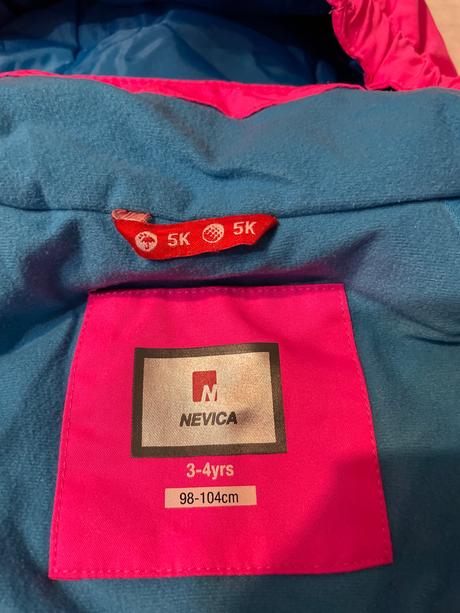 5K 5K
N
NEVICA
3-4yrs
98-104cm